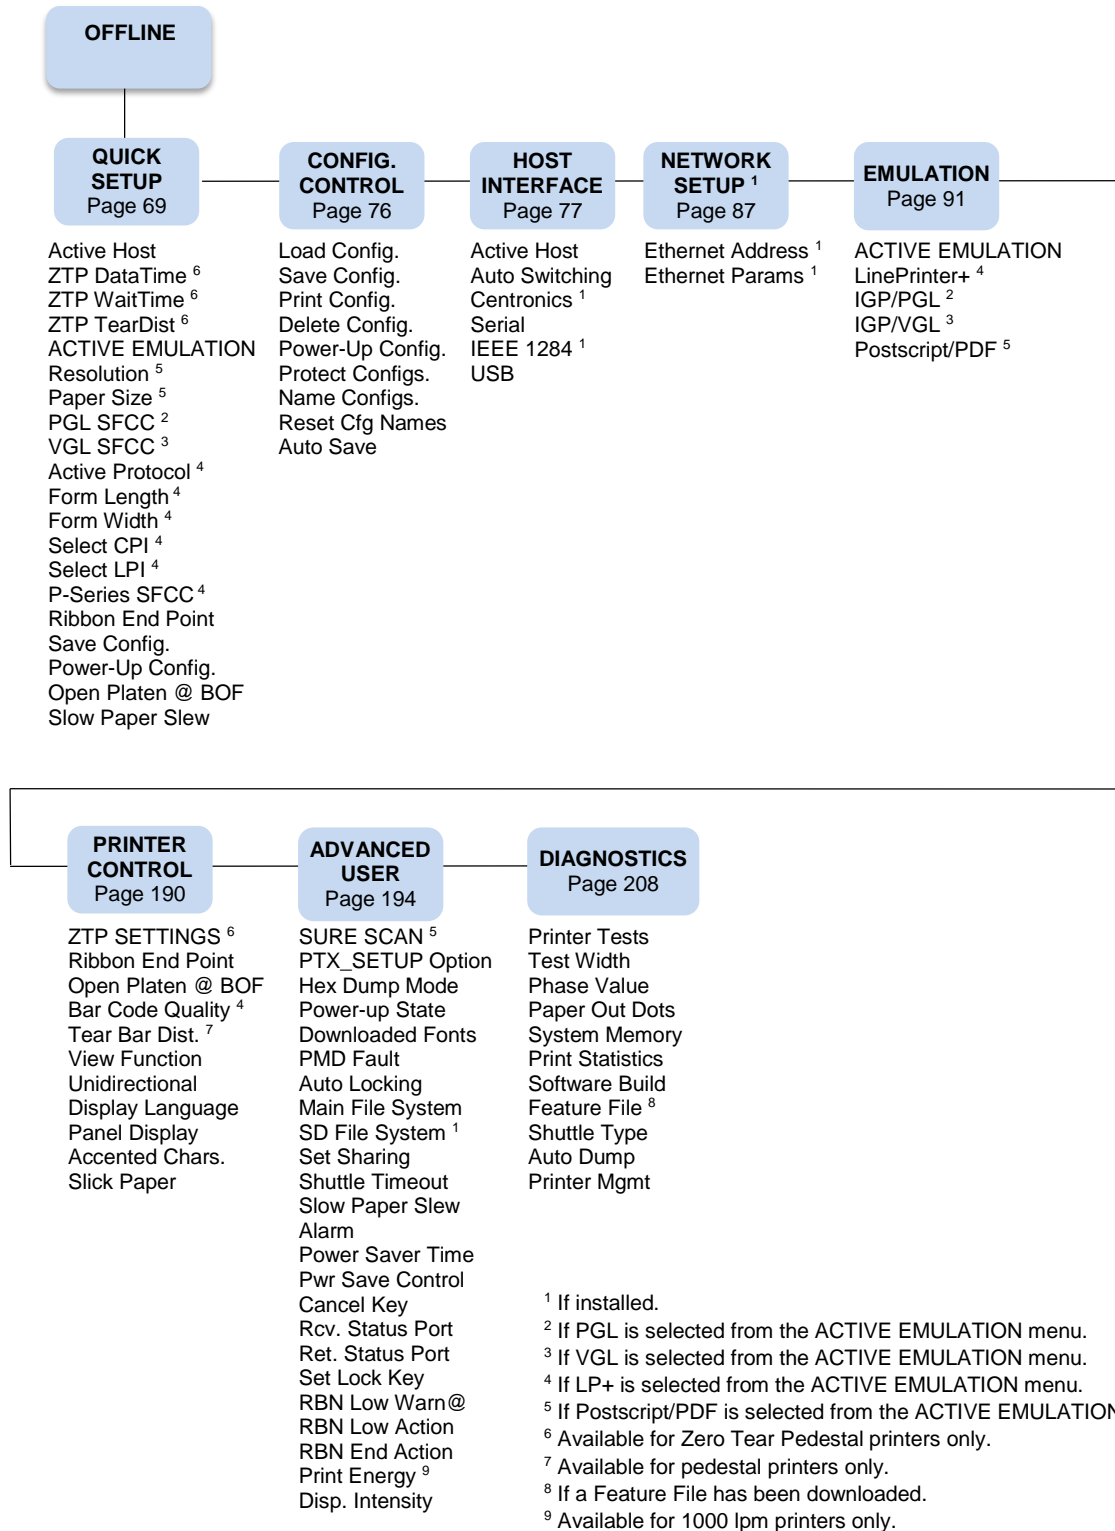 OFFLINE
QUICK
SETUP
Page 69
Active Host
ZTP DataTime ⁶
ZTP WaitTime ⁶
ZTP TearDist ⁶
ACTIVE EMULATION
Resolution ⁵
Paper Size ⁵
PGL SFCC ²
VGL SFCC ³
Active Protocol ⁴
Form Length ⁴
Form Width ⁴
Select CPI ⁴
Select LPI ⁴
P-Series SFCC ⁴
Ribbon End Point
Save Config.
Power-Up Config.
Open Platen @ BOF
Slow Paper Slew
CONFIG.
CONTROL
Page 76
Load Config.
Save Config.
Print Config.
Delete Config.
Power-Up Config.
Protect Configs.
Name Configs.
Reset Cfg Names
Auto Save
HOST
INTERFACE
Page 77
Active Host
Auto Switching
Centronics ¹
Serial
IEEE 1284 ¹
USB
NETWORK
SETUP ¹
Page 87
Ethernet Address ¹
Ethernet Params ¹
EMULATION
Page 91
ACTIVE EMULATION
LinePrinter+ ⁴
IGP/PGL ²
IGP/VGL ³
Postscript/PDF ⁵
PRINTER
CONTROL
Page 190
ZTP SETTINGS ⁶
Ribbon End Point
Open Platen @ BOF
Bar Code Quality ⁴
Tear Bar Dist. ⁷
View Function
Unidirectional
Display Language
Panel Display
Accented Chars.
Slick Paper
ADVANCED
USER
Page 194
SURE SCAN ⁵
PTX_SETUP Option
Hex Dump Mode
Power-up State
Downloaded Fonts
PMD Fault
Auto Locking
Main File System
SD File System ¹
Set Sharing
Shuttle Timeout
Slow Paper Slew
Alarm
Power Saver Time
Pwr Save Control
Cancel Key
Rcv. Status Port
Ret. Status Port
Set Lock Key
RBN Low Warn@
RBN Low Action
RBN End Action
Print Energy ⁹
Disp. Intensity
DIAGNOSTICS
Page 208
Printer Tests
Test Width
Phase Value
Paper Out Dots
System Memory
Print Statistics
Software Build
Feature File ⁸
Shuttle Type
Auto Dump
Printer Mgmt
¹ If installed.
² If PGL is selected from the ACTIVE EMULATION menu.
³ If VGL is selected from the ACTIVE EMULATION menu.
⁴ If LP+ is selected from the ACTIVE EMULATION menu.
⁵ If Postscript/PDF is selected from the ACTIVE EMULATION
⁶ Available for Zero Tear Pedestal printers only.
⁷ Available for pedestal printers only.
⁸ If a Feature File has been downloaded.
⁹ Available for 1000 lpm printers only.